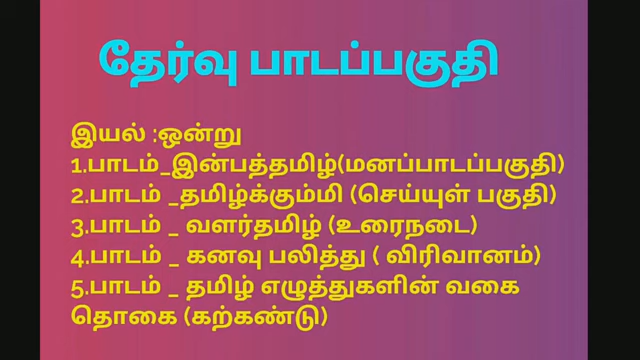 தேர்வு பாடப்பகுதி
இயல் :ஒன்று
1.பாடம்_இன்பத்தமிழ்(மனப்பாடப்பகுதி)
2.பாடம் _தமிழ்க்கும்மி (செய்யுள் பகுதி)
3.பாடம் _ வளர்தமிழ் (உரைநடை)
4.பாடம் _ கனவு பலித்து ( விரிவானம்)
5.பாடம் _ தமிழ் எழுத்துகளின் வகை
தொகை (கற்கண்டு)